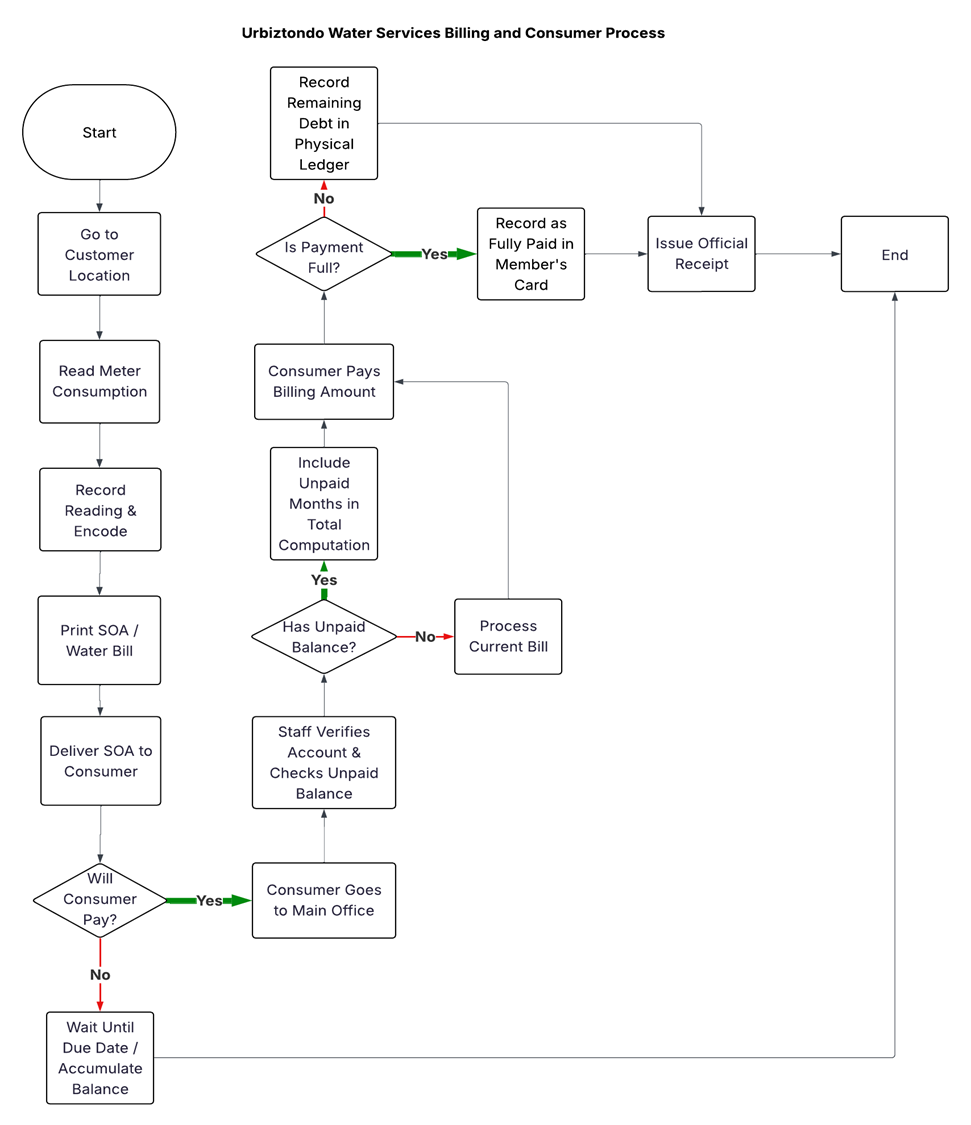 Urbiztondo Water Services Billing and Consumer Process
Start
Go to
Customer
Location
Read Meter
Consumption
Record
Reading &
Encode
Print SOA /
Water Bill
Deliver SOA to
Consumer
Will
Consumer
Pay?
Yes
No
Wait Until
Due Date /
Accumulate
Balance
Consumer Goes
to Main Office
Staff Verifies
Account &
Checks Unpaid
Balance
Has Unpaid
Balance?
Yes
No
Process
Current Bill
Include
Unpaid
Months in
Total
Computation
Consumer Pays
Billing Amount
Is Payment
Full?
No
Yes
Record
Remaining
Debt in
Physical
Ledger
Record as
Fully Paid in
Member's
Card
Issue Official
Receipt
End